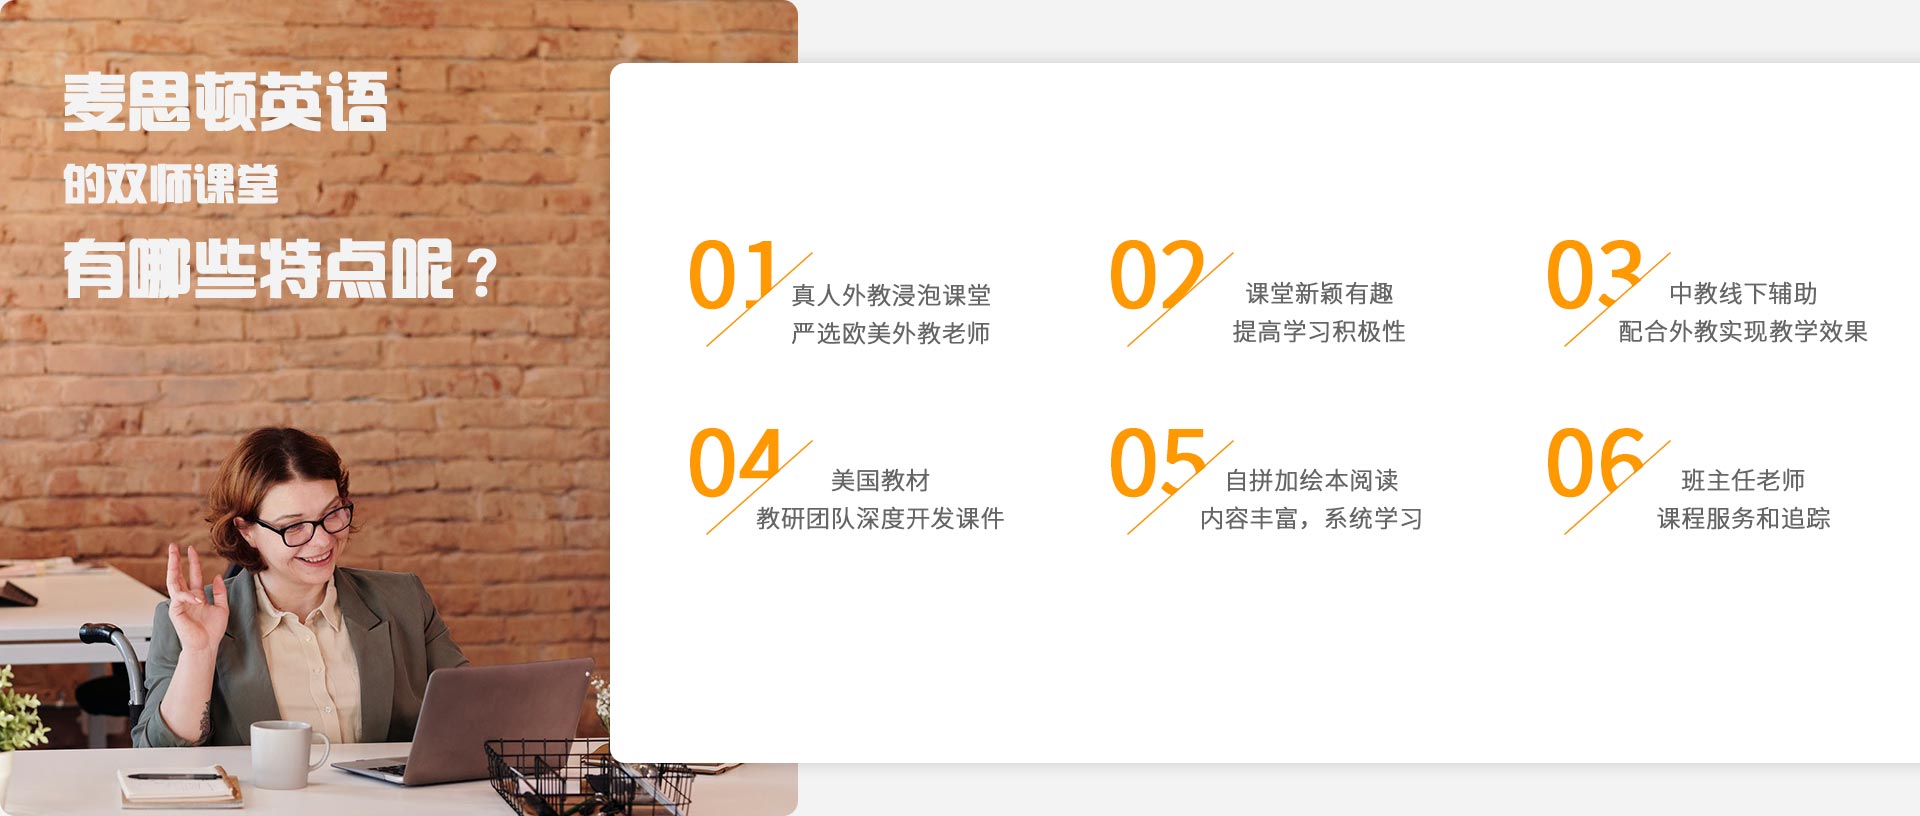 麦思顿英语
的双师课堂
有哪些特点呢？
01
真人外教浸泡课堂
严选欧美外教老师
02
课堂新颖有趣
提高学习积极性
03
中教线下辅助
配合外教实现教学效果
04
美国教材
教研团队深度开发课件
05
自拼加绘本阅读
内容丰富，系统学习
06
班主任老师
课程服务和追踪